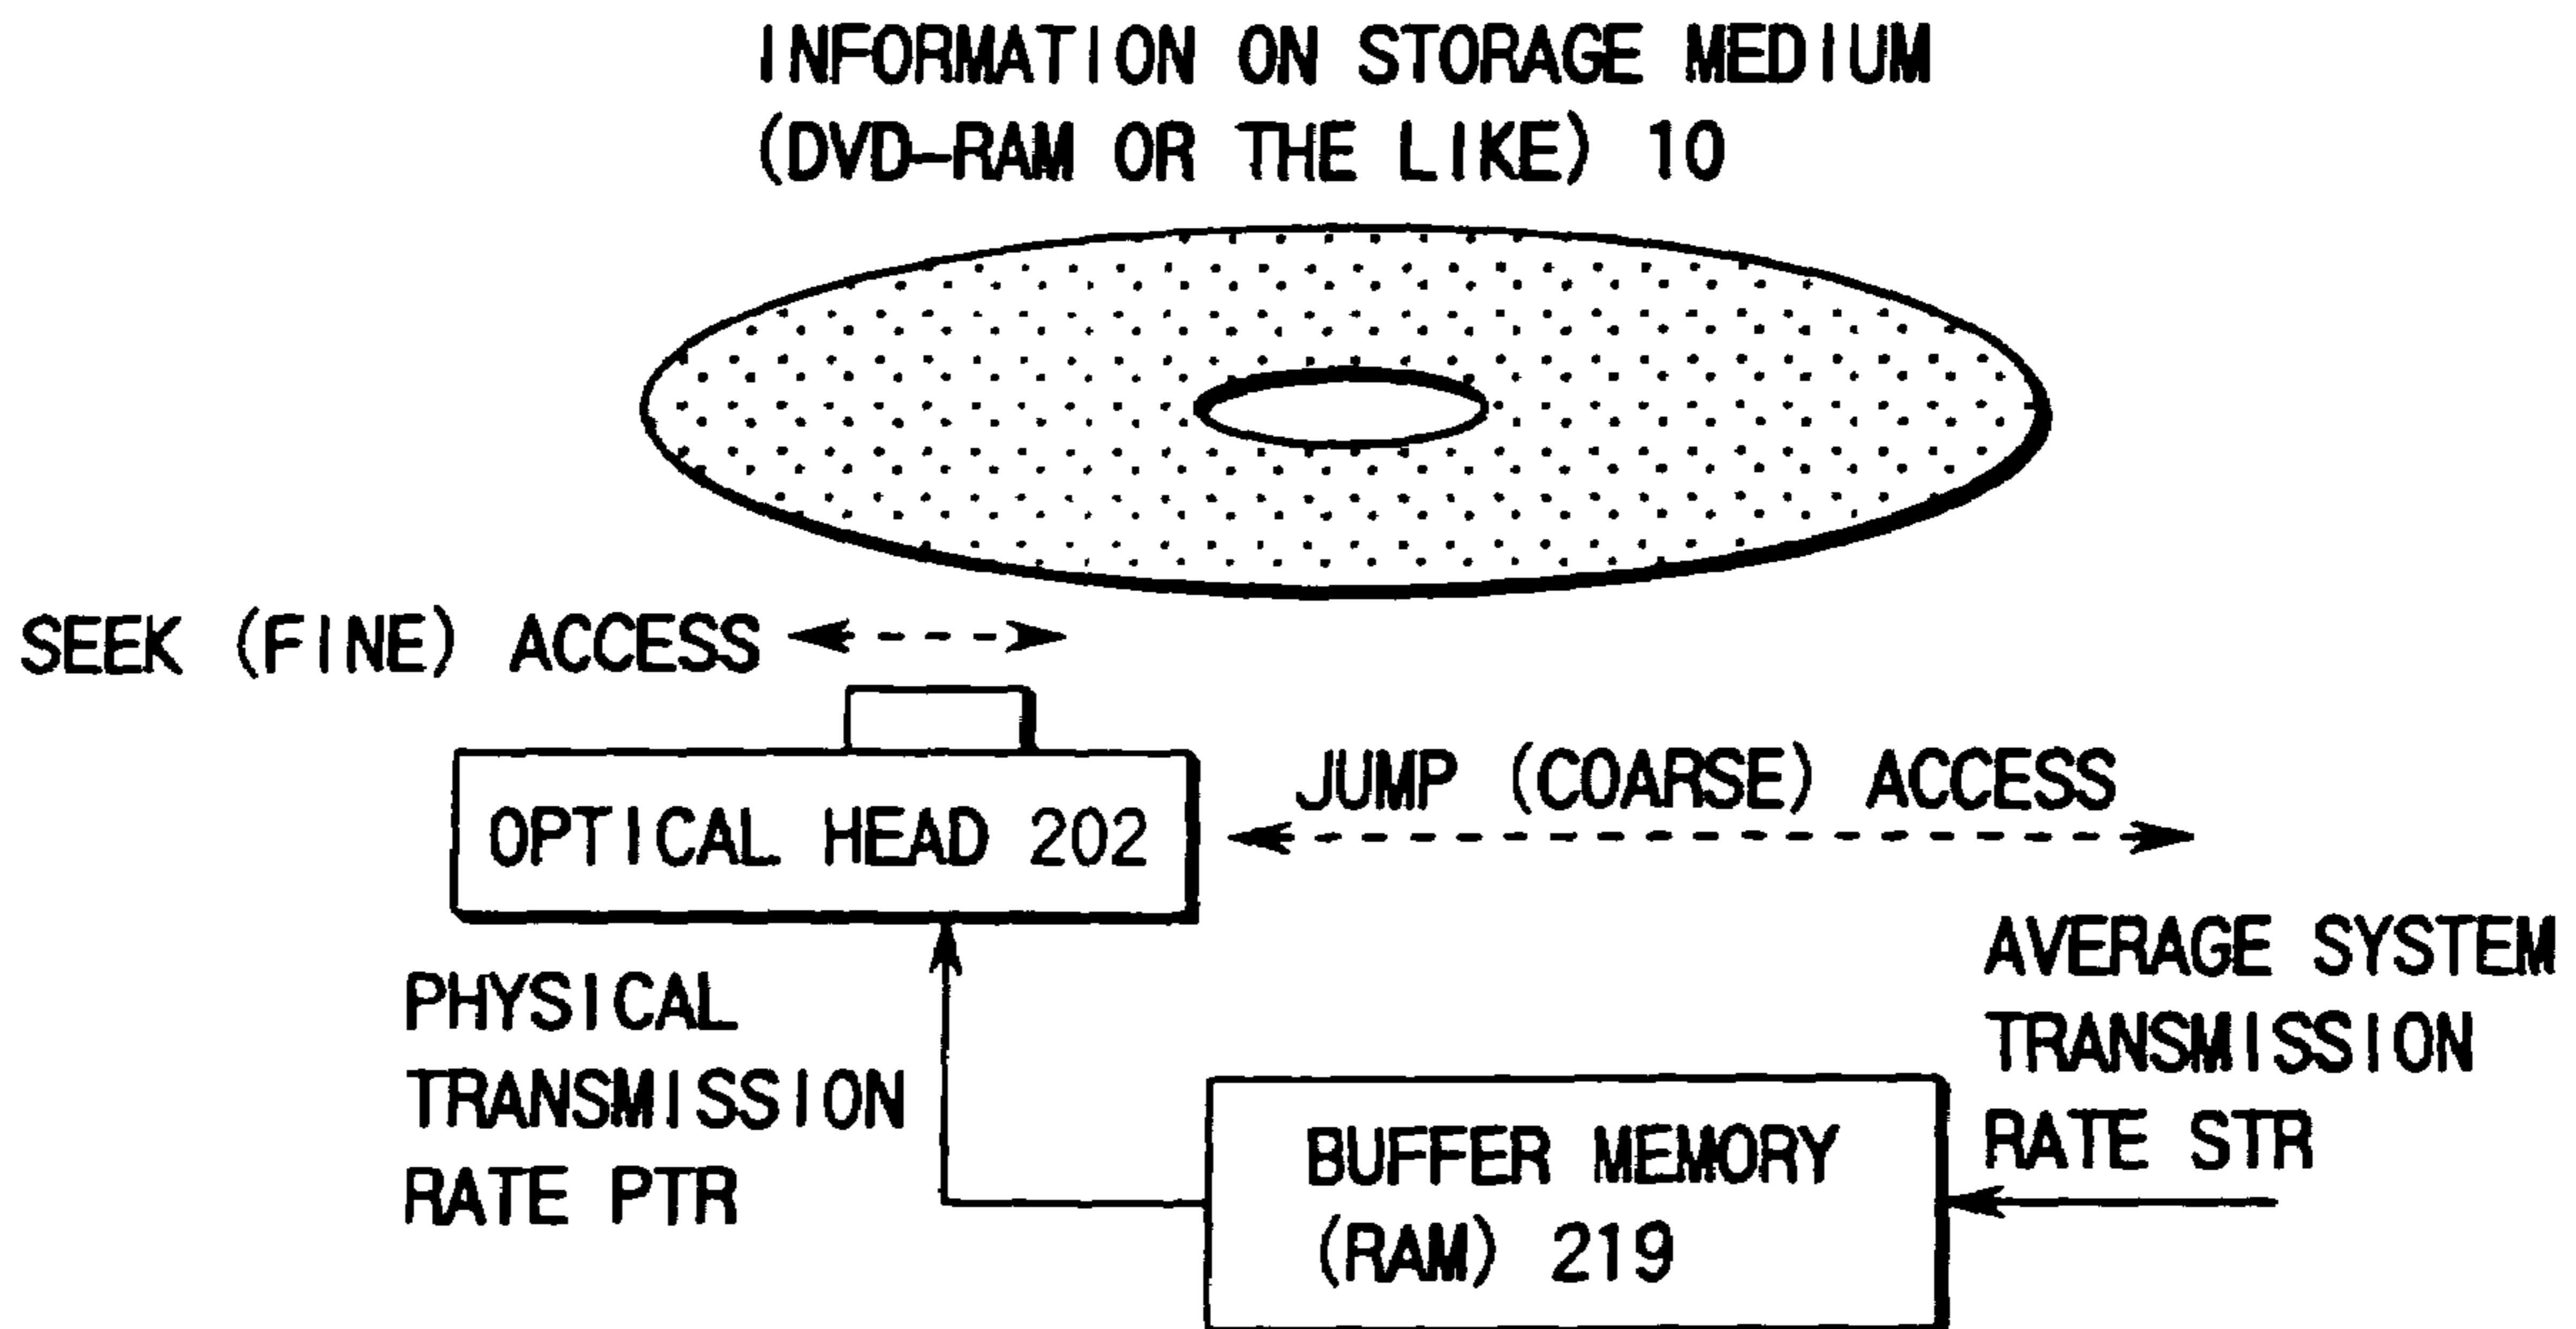 INFORMATION ON STORAGE MEDIUM
(DVD-RAM OR THE LIKE) 10
SEEK (FINE) ACCESS
JUMP (COARSE) ACCESS
OPTICAL HEAD 202
PHYSICAL
TRANSMISSION
RATE PTR
AVERAGE SYSTEM
TRANSMISSION
RATE STR
BUFFER MEMORY
(RAM) 219